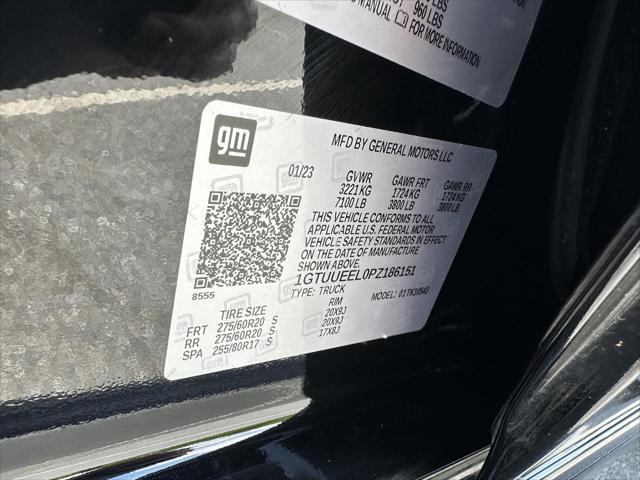 960 LBS
MANUAL FOR MORE INFORMATION
gm
MFD BY GENERAL MOTORS LLC
01/23 GVWR GAWR FRT GAWR RR
3221 KG 1724 KG 1724 KG
7100 LB 3800 LB 3800 LB
THIS VEHICLE CONFORMS TO ALL
APPLICABLE U.S. FEDERAL MOTOR
VEHICLE SAFETY STANDARDS IN EFFECT
ON THE DATE OF MANUFACTURE
SHOWN ABOVE.
1GTUUEEL0PZ186151
8555 TYPE: TRUCK MODEL: 01TK10543
TIRE SIZE RIM
FRT 275/60R20 S 20X9J
RR 275/60R20 S 20X9J
SPA 255/80R17 S 17X8J